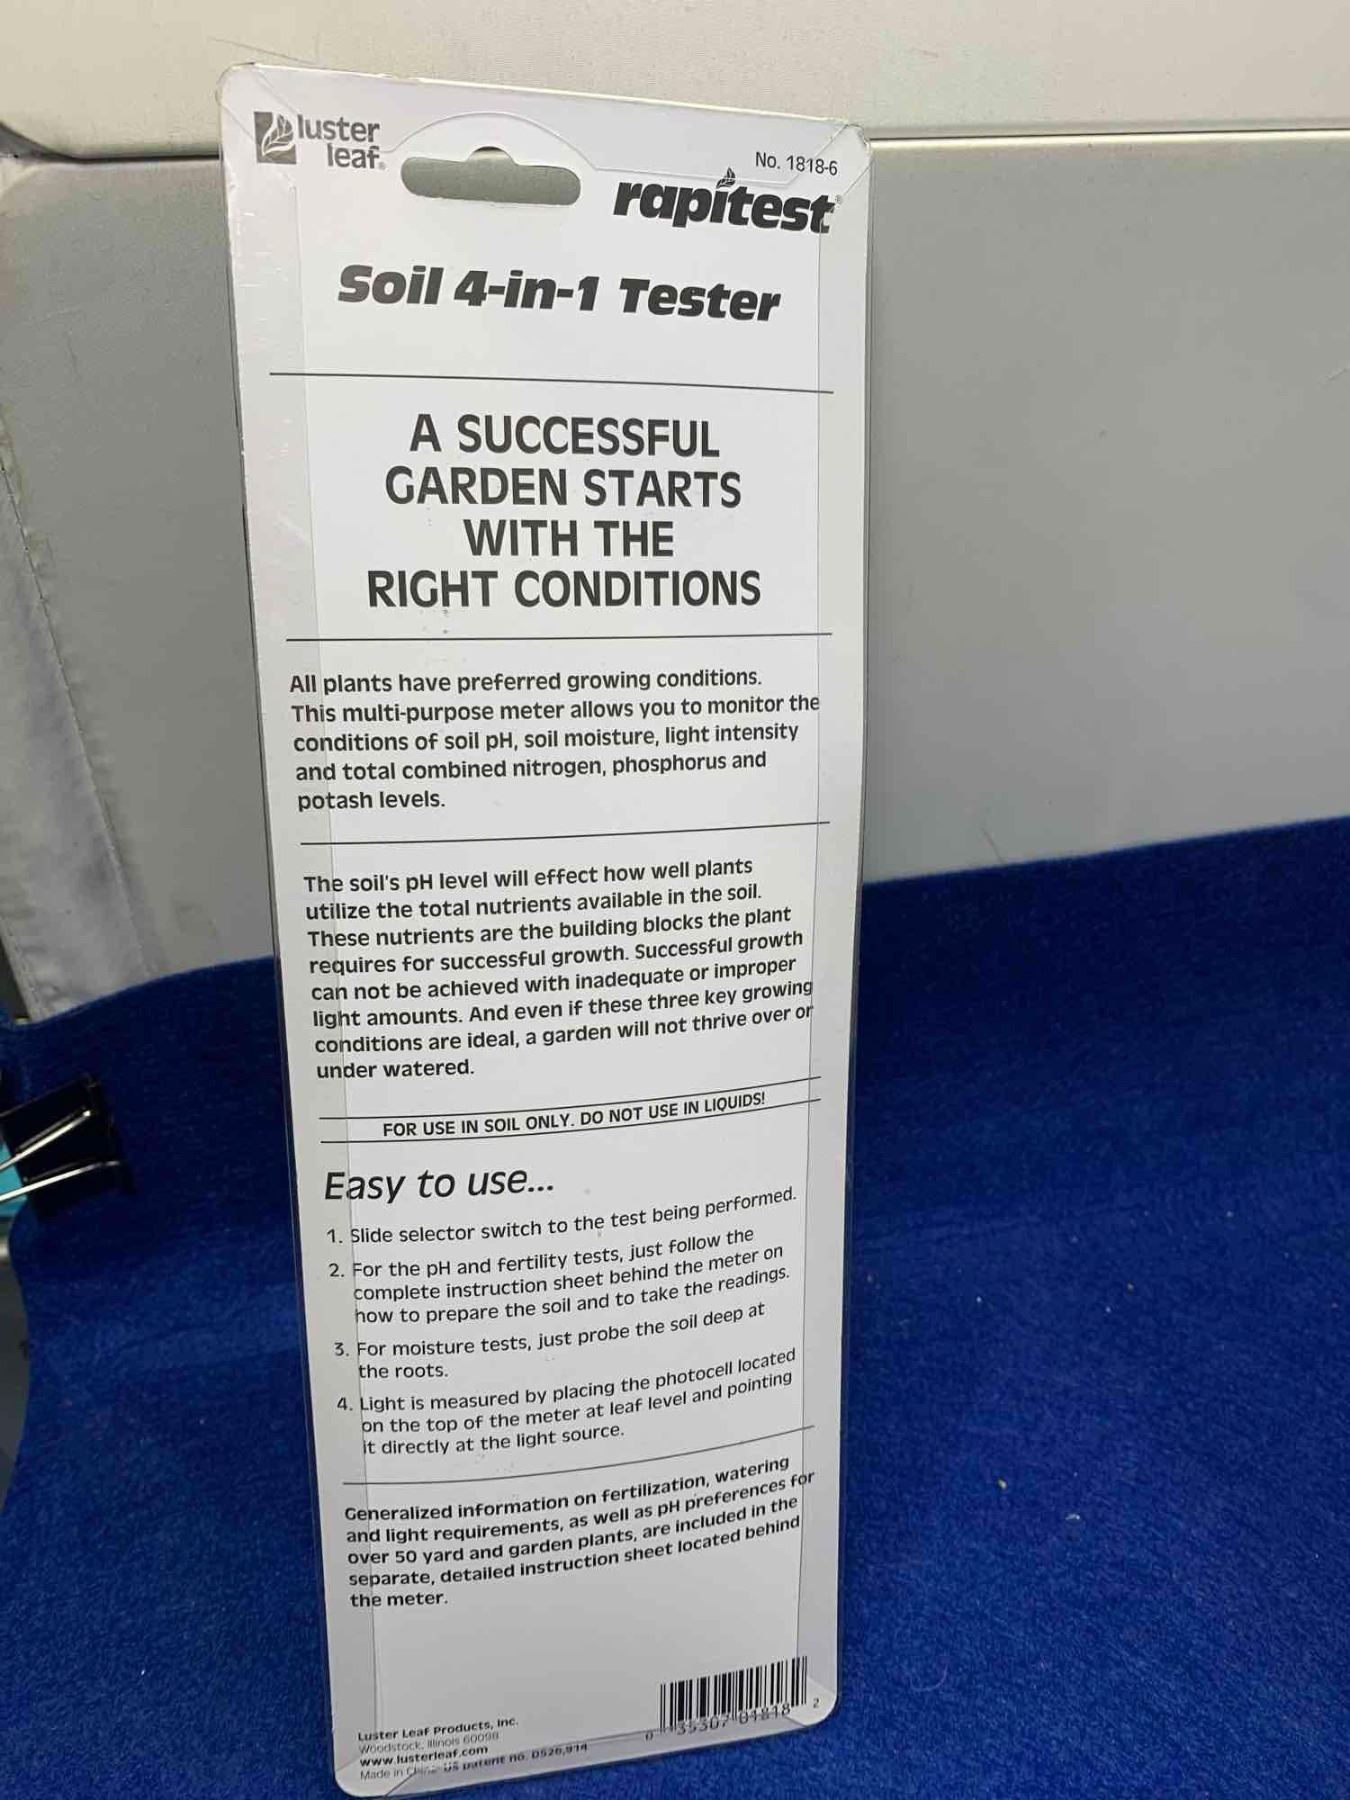 luster
leaf®
No. 1818-6
rapitest®
Soil 4-in-1 Tester
A SUCCESSFUL
GARDEN STARTS
WITH THE
RIGHT CONDITIONS
All plants have preferred growing conditions.
This multi-purpose meter allows you to monitor the
conditions of soil pH, soil moisture, light intensity
and total combined nitrogen, phosphorus and
potash levels.
The soil's pH level will effect how well plants
utilize the total nutrients available in the soil.
These nutrients are the building blocks the plant
requires for successful growth. Successful growth
can not be achieved with inadequate or improper
light amounts. And even if these three key growing
conditions are ideal, a garden will not thrive over or
under watered.
FOR USE IN SOIL ONLY. DO NOT USE IN LIQUIDS!
Easy to use...
1. Slide selector switch to the test being performed.
2. For the pH and fertility tests, just follow the
complete instruction sheet behind the meter on
how to prepare the soil and to take the readings.
3. For moisture tests, just probe the soil deep at
the roots.
4. Light is measured by placing the photocell located
on the top of the meter at leaf level and pointing
it directly at the light source.
Generalized information on fertilization, watering
and light requirements, as well as pH preferences for
over 50 yard and garden plants, are included in the
separate, detailed instruction sheet located behind
the meter.
Luster Leaf Products, Inc.
Woodstock, Illinois 60098
www.lusterleaf.com
Made in China US patent no. D526,914
0 35307 01818 2